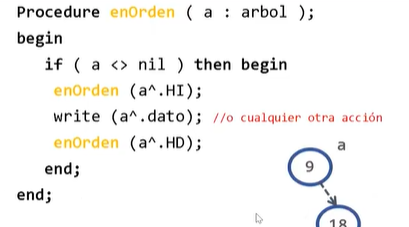 Procedure enOrden ( a : arbol );
begin
if ( a <> nil ) then begin
enOrden (a^.HI);
write (a^.dato); //o cualquier otra acción
enOrden (a^.HD);
end;
end;
a
9
18